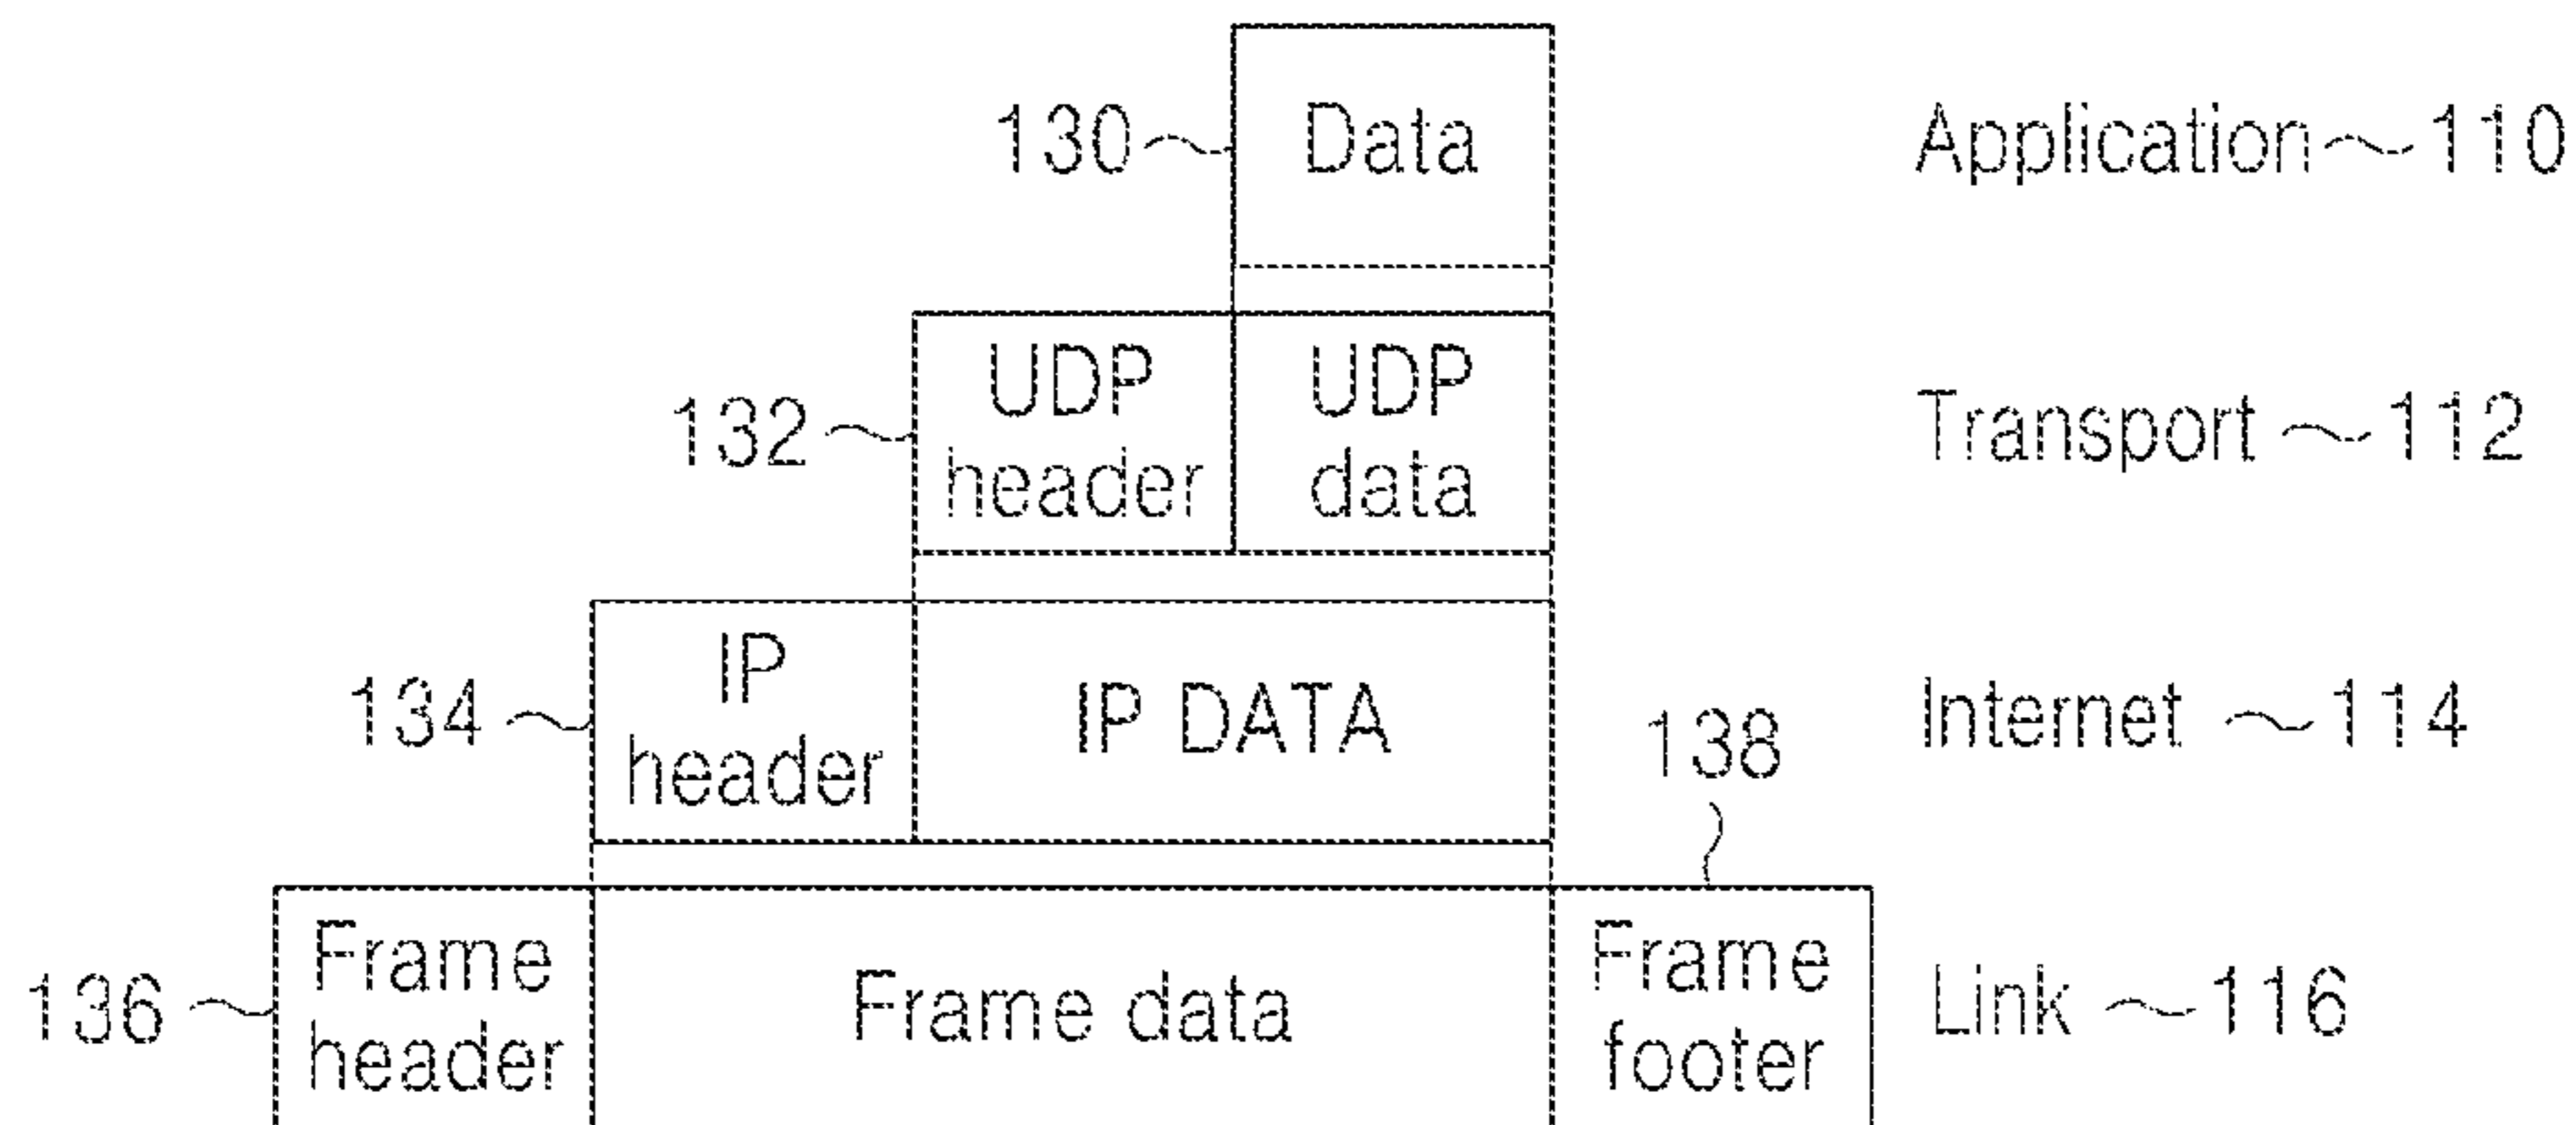 130 Data Application 110
132 UDP header UDP data Transport 112
134 IP header IP DATA Internet 114
138
136 Frame header Frame data Frame footer Link 116